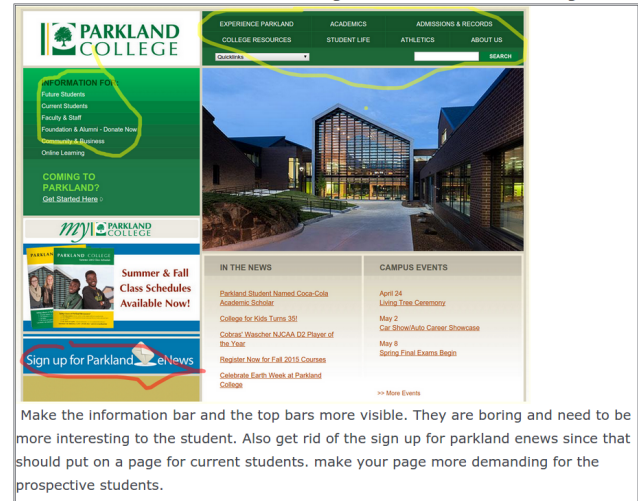 PARKLAND
COLLEGE
EXPERIENCE PARKLAND ACADEMICS ADMISSIONS & RECORDS
COLLEGE RESOURCES STUDENT LIFE ATHLETICS ABOUT US
Quicklinks SEARCH
INFORMATION FOR:
Future Students
Current Students
Faculty & Staff
Foundation & Alumni - Donate Now
Community & Business
Online Learning
COMING TO
PARKLAND?
Get Started Here
my PARKLAND
COLLEGE
PARKLAND COLLEGE
Summer & Fall
Class Schedules
Available Now!
Sign up for Parkland eNews
IN THE NEWS
Parkland Student Named Coca-Cola
Academic Scholar
College for Kids Turns 35!
Cobras' Wascher NJCAA D2 Player of
the Year
Register Now for Fall 2015 Courses
Celebrate Earth Week at Parkland
College
CAMPUS EVENTS
April 24
Living Tree Ceremony
May 2
Car Show/Auto Career Showcase
May 8
Spring Final Exams Begin
>> More Events
Make the information bar and the top bars more visible. They are boring and need to be
more interesting to the student. Also get rid of the sign up for parkland enews since that
should put on a page for current students. make your page more demanding for the
prospective students.